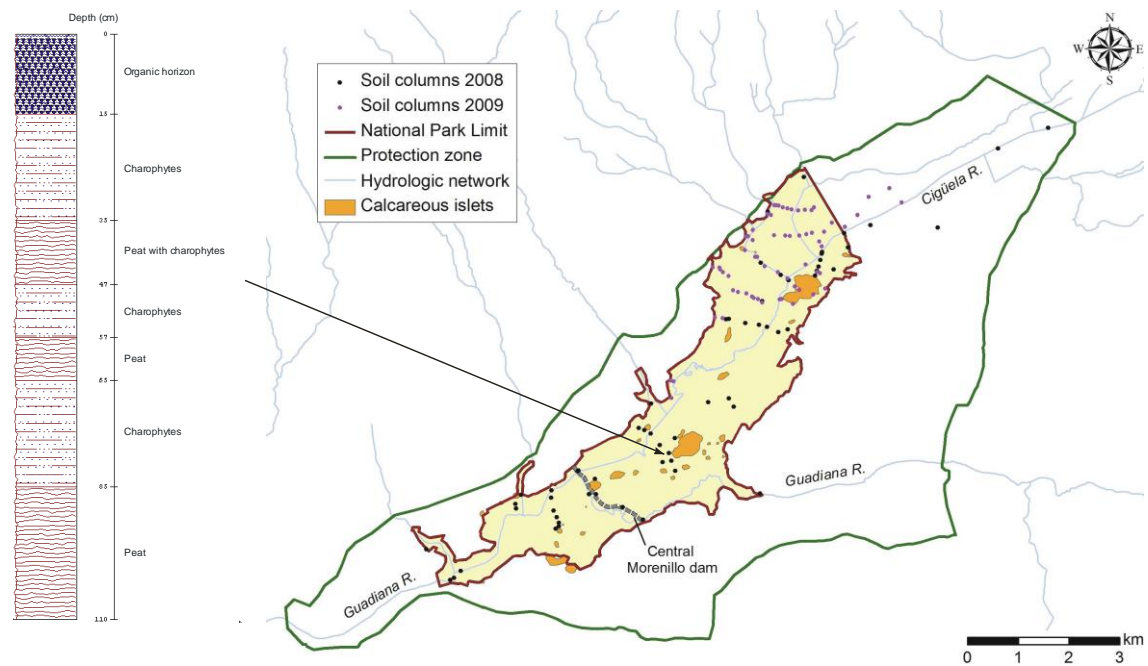 Depth (cm)
0
Organic horizon
15
Charophytes
35
Peat with charophytes
47
Charophytes
57
Peat
65
Charophytes
85
Peat
110
Soil columns 2008
Soil columns 2009
National Park Limit
Protection zone
Hydrologic network
Calcareous islets
N
W
E
S
Cigüela R.
Guadiana R.
Central
Morenillo dam
Guadiana R.
km
0 1 2 3